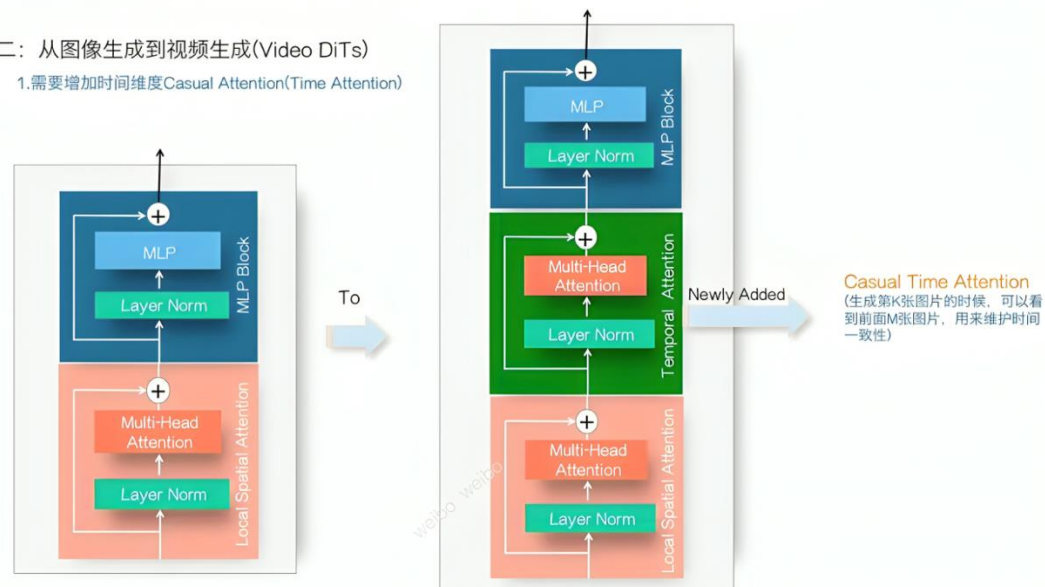 二：从图像生成到视频生成(Video DiTs)
1.需要增加时间维度Casual Attention(Time Attention)
MLP
Layer Norm
MLP Block
Multi-Head
Attention
Layer Norm
Local Spatial Attention
To
MLP
Layer Norm
MLP Block
Multi-Head
Attention
Layer Norm
Temporal Attention
Multi-Head
Attention
Layer Norm
Local Spatial Attention
Newly Added
Casual Time Attention
(生成第K张图片的时候，可以看
到前面M张图片，用来维护时间
一致性)
weibo weibo